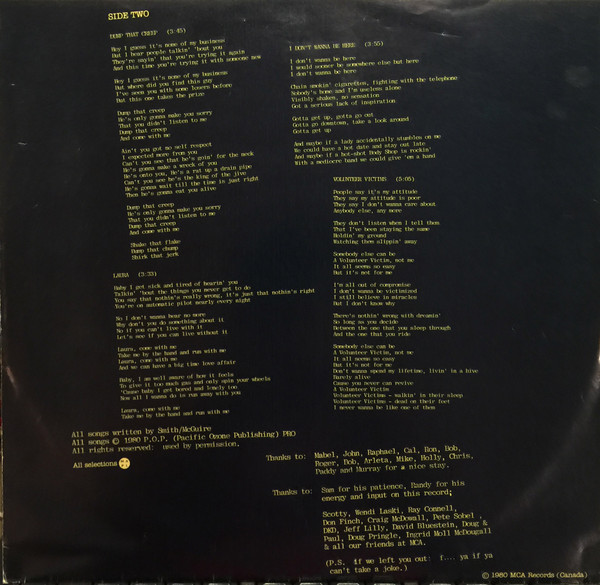 SIDE TWO
DUMP THAT CREEP (3:45)
Hey I guess it's none of my business
But I hear people talkin' 'bout you
They're sayin' that you're trying it again
And this time you're trying it with someone new
Hey I guess it's none of my business
But where did you find this guy
I've seen you with some losers before
But this one takes the prize
Dump that creep
He's only gonna make you sorry
That you didn't listen to me
Dump that creep
And come with me
Ain't you got no self respect
I expected more from you
Can't you see that he's goin' for the neck
He's gonna make a wreck of you
He's onto you, He's a rat up a drain pipe
Can't you see he's the king of the jive
He's gonna wait till the time is just right
Then he's gonna eat you alive
Dump that creep
He's only gonna make you sorry
That you didn't listen to me
Dump that creep
And come with me
Shake that flake
Dump that chump
Shirk that jerk
LAURA (3:33)
Baby I get sick and tired of hearin' you
Talkin' 'bout the things you never get to do
You say that nothin's really wrong, it's just that nothin's right
You're on automatic pilot nearly every night
No I don't wanna hear no more
Why don't you do something about it
No if you can't live with it
Let's see if you can live without it
Laura, come with me
Take me by the hand and run with me
Laura, come with me
And we can have a big time love affair
Baby, I am well aware of how it feels
To give it too much gas and only spin your wheels
'Cause baby I get bored and lonely too
Now all I wanna do is run away with you
Laura, come with me
Take me by the hand and run with me
I DON'T WANNA BE HERE (3:55)
I don't wanna be here
I would sooner be somewhere else but here
I don't wanna be here
Chain smokin' cigarettes, fighting with the telephone
Nobody's home and I'm useless alone
Visibly shaken, no sensation
Got a serious lack of inspiration
Gotta get up, gotta go out
Gotta go downtown, take a look around
Gotta get up
And maybe if a lady accidentally stumbles on me
We could have a hot date and stay out late
And maybe if a hot-shot Body Shop is rockin'
With a mediocre band we could give 'em a hand
VOLUNTEER VICTIMS (5:05)
People say it's my attitude
They say my attitude is poor
They say I don't wanna care about
Anybody else, any more
They don't listen when I tell them
That I've been staying the same
Holdin' my ground
Watching them slippin' away
Somebody else can be
A Volunteer Victim, not me
It all seems so easy
But it's not for me
I'm all out of compromise
I don't wanna be victimized
I still believe in miracles
But I don't know why
There's nothin' wrong with dreamin'
So long as you decide
Between the one that you sleep through
And the one that you ride
Somebody else can be
A Volunteer Victim, not me
It all seems so easy
But it's not for me
Don't wanna spend my lifetime, livin' in a hive
Barely alive
Cause you never can revive
A Volunteer Victim
Volunteer Victims - walkin' in their sleep
Volunteer Victims - dead on their feet
I never wanna be like one of them
All songs written by Smith/McGuire
All songs © 1980 P.O.P. (Pacific Ozone Publishing) PRO
All rights reserved: used by permission.
All selections
Thanks to: Mabel, John, Raphael, Cal, Ron, Bob,
Roger, Bob, Arleta, Mike, Holly, Chris,
Paddy and Murray for a nice stay.
Thanks to: Sam for his patience, Randy for his
energy and input on this record;
Scotty, Wendi Laski, Ray Connell,
Don Finch, Craig McDowall, Pete Sobel,
DKD, Jeff Lilly, David Bluestein, Doug &
Paul, Doug Pringle, Ingrid Moll McDougall
& all our friends at MCA.
(P.S. if we left you out: f.... ya if ya
can't take a joke.)
© 1980 MCA Records (Canada)